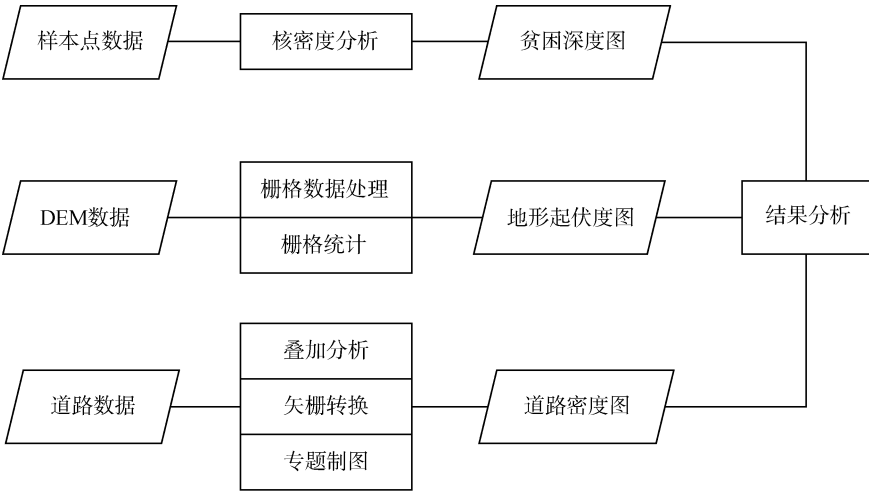 样本点数据
核密度分析
贫困深度图
DEM数据
栅格数据处理
栅格统计
地形起伏度图
结果分析
道路数据
叠加分析
矢栅转换
专题制图
道路密度图